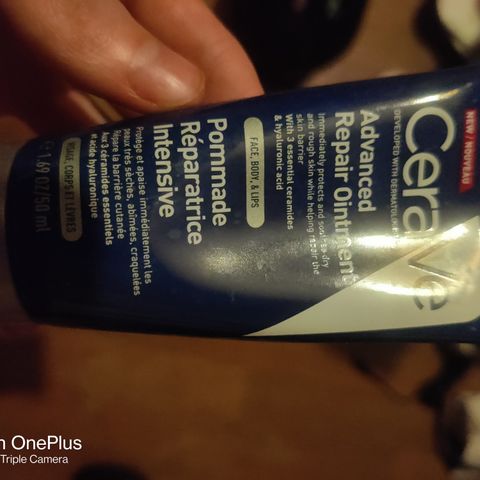 NEW / NOUVEAU
CeraVe
DEVELOPED WITH DERMATOLOGISTS
Advanced
Repair Ointment
Immediately protects and soothes dry
and rough skin while helping repair the
skin barrier
With 3 essential ceramides
& hyaluronic acid
FACE, BODY, & LIPS
Pommade
Réparatrice
Intensive
Protège et apaise immédiatement les
peaux très sèches, abîmées, craquelées
Répare la barrière cutanée
Aux 3 céramides essentiels
et acide hyaluronique
VISAGE, CORPS ET LÈVRES
1.69 OZ/50 ml
n OnePlus
Triple Camera